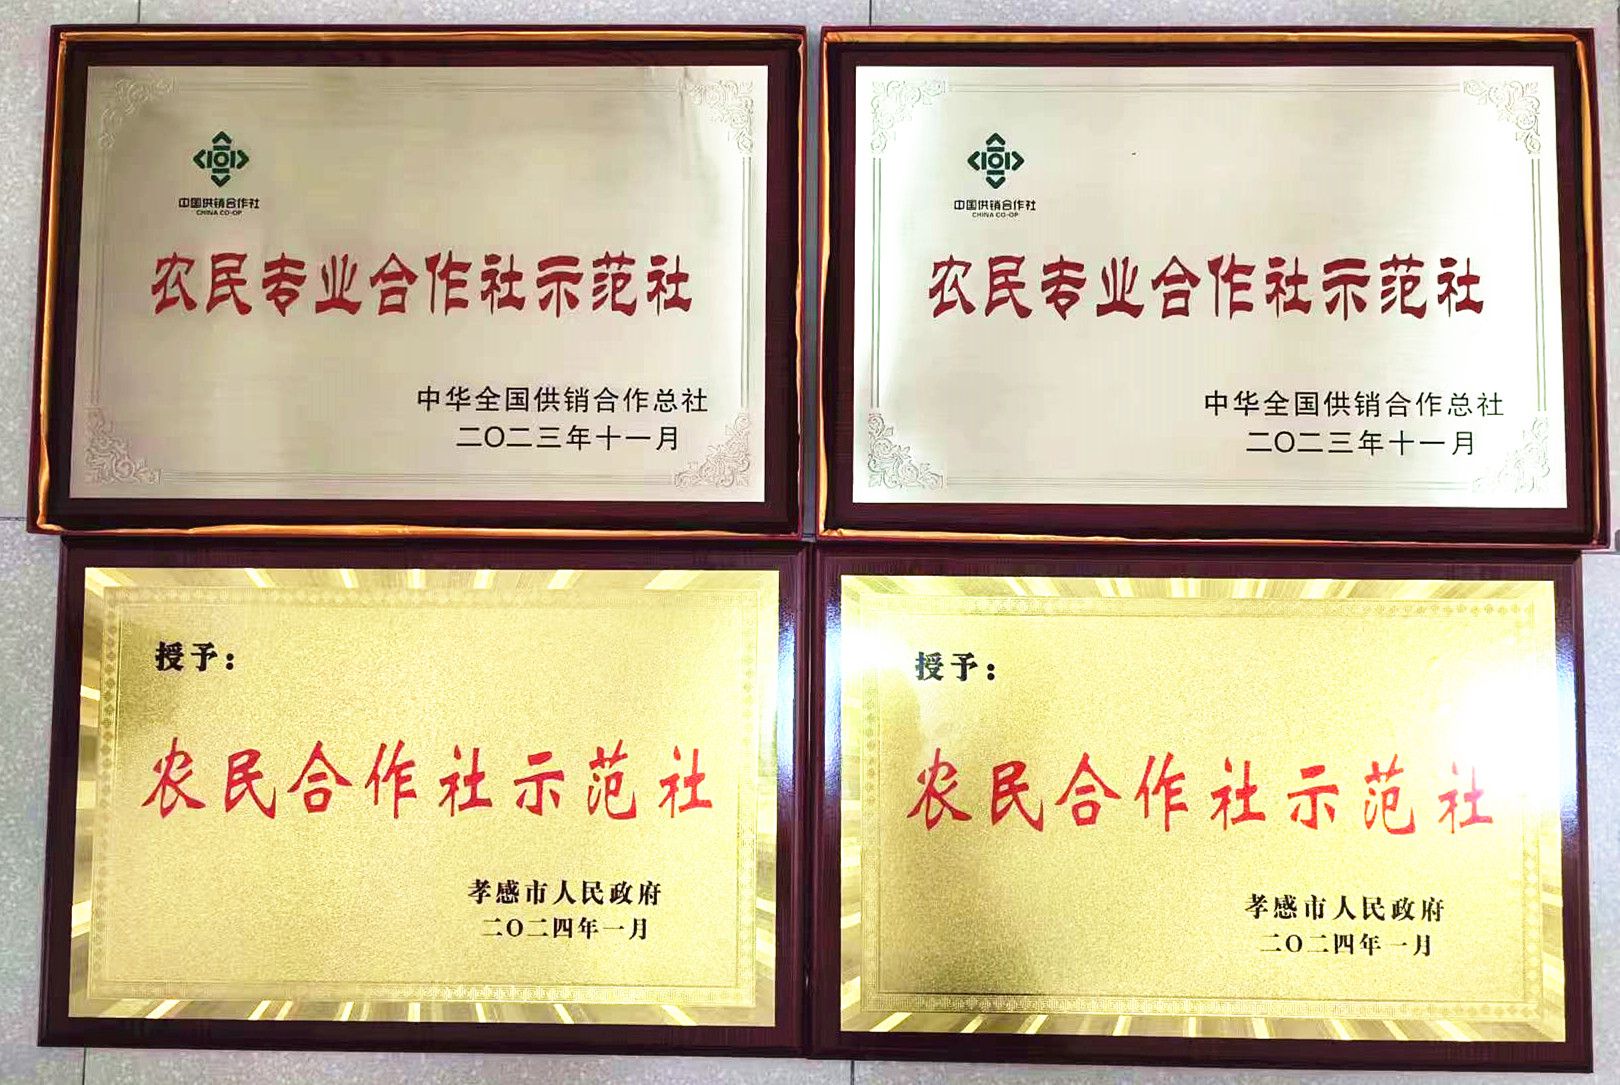 中国供销合作社
CHINA CO-OP
农民专业合作社示范社
中华全国供销合作总社
二〇二三年十一月
中国供销合作社
CHINA CO-OP
农民专业合作社示范社
中华全国供销合作总社
二〇二三年十一月
授予：
农民合作社示范社
孝感市人民政府
二〇二四年一月
授予：
农民合作社示范社
孝感市人民政府
二〇二四年一月